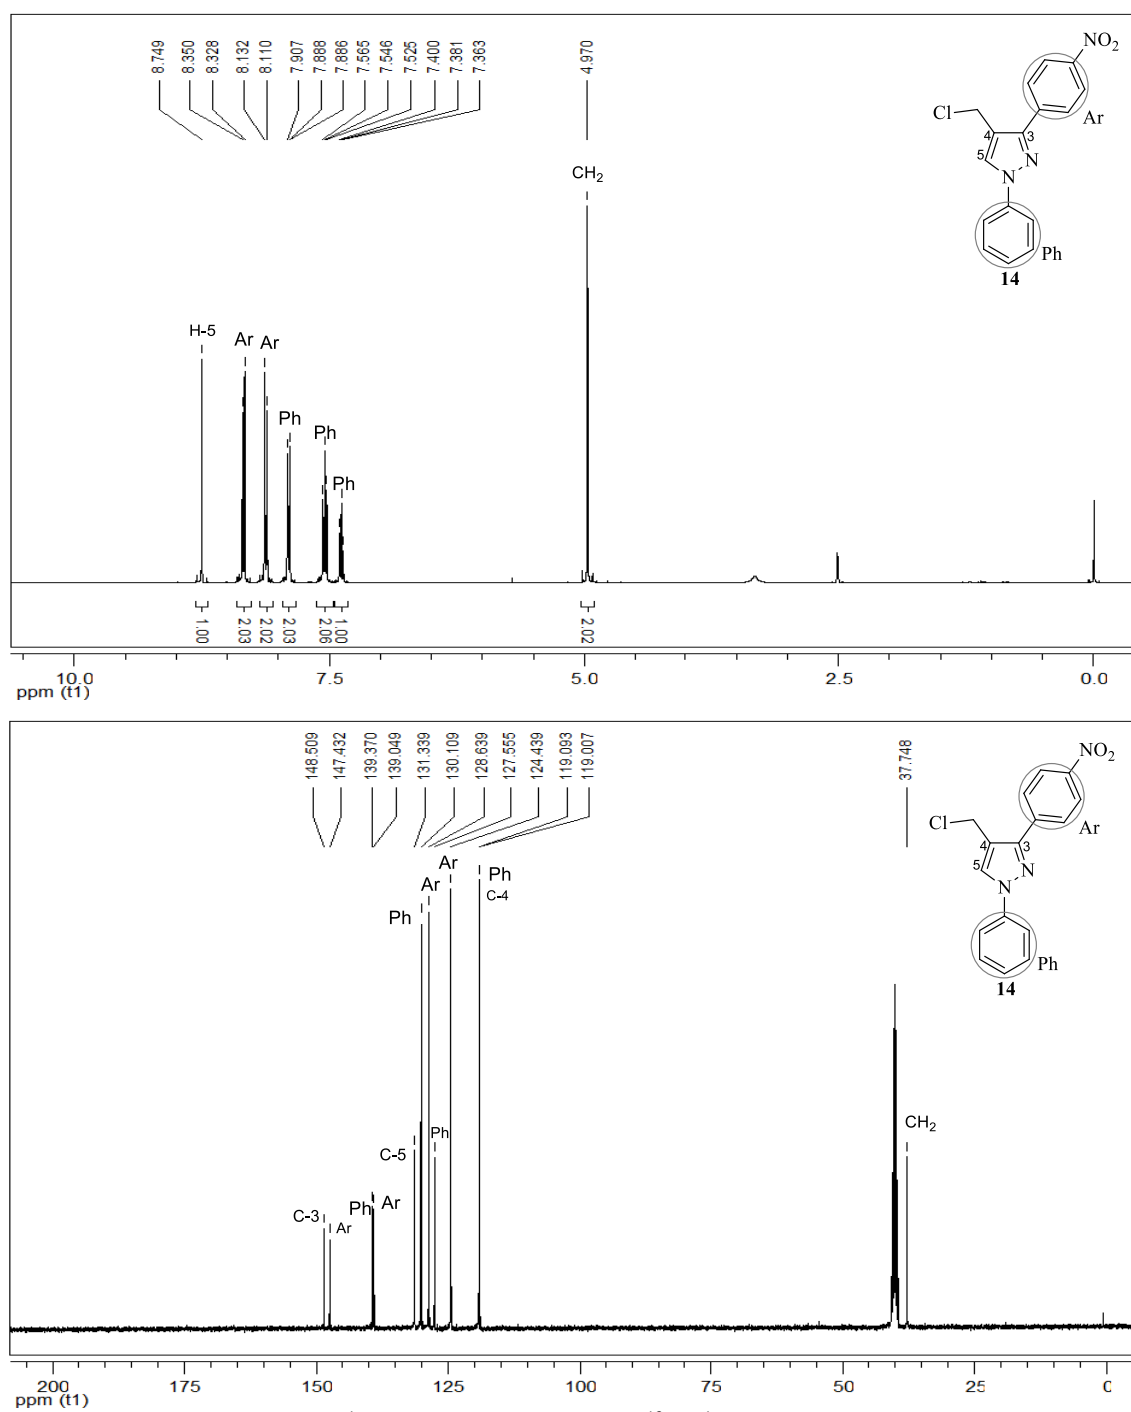 8.749 8.350 8.328 8.132 8.110 7.907 7.888 7.886 7.565 7.546 7.525 7.400 7.381 7.363 4.970
NO2
Cl
Ar
4 3
5 N
N
Ph
14
CH2
H-5 Ar Ar
Ph Ph
Ph
1.00 2.03 2.02 2.03 2.06 1.00 2.02
10.0 7.5 5.0 2.5 0.0
ppm (t1)
148.509 147.432 139.370 139.049 131.339 130.109 128.639 127.555 124.439 119.093 119.007 37.748
NO2
Cl
Ar
4 3
5 N
N
Ph
14
Ar
Ph Ar Ph
C-4
C-5 Ph CH2
C-3 Ar Ph Ar
200 175 150 125 100 75 50 25 0
ppm (t1)